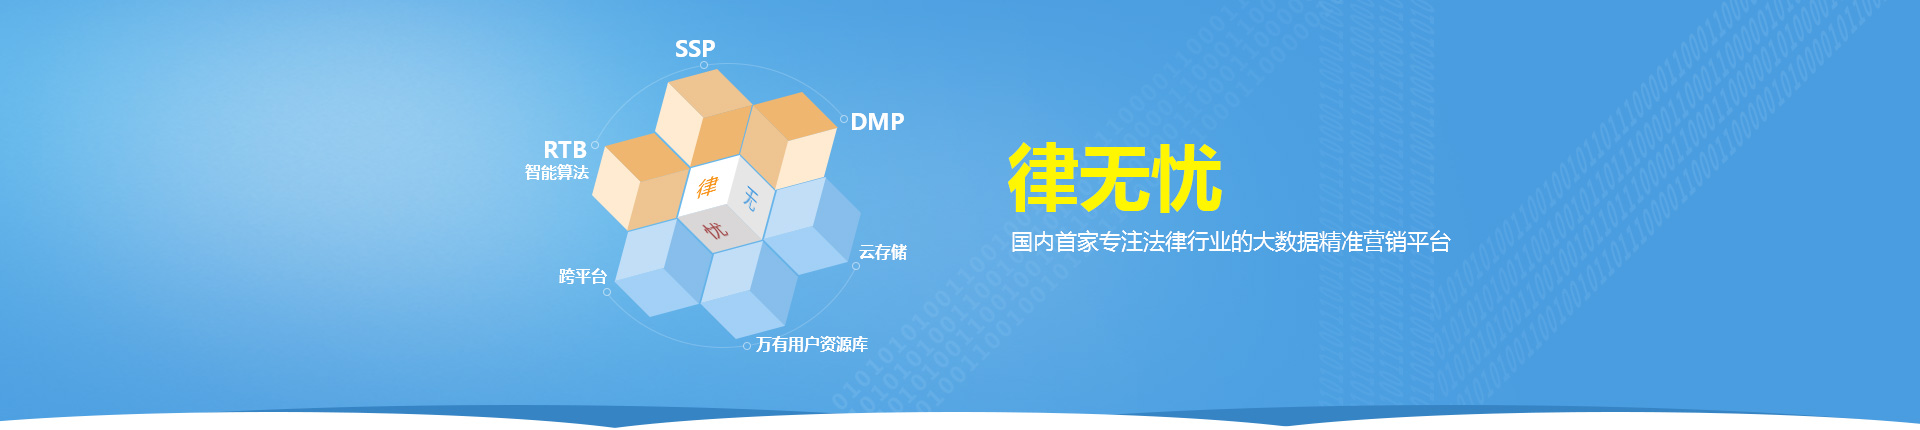 SSP
DMP
RTB
智能算法
律
无
忧
云存储
跨平台
万有用户资源库
律无忧
国内首家专注法律行业的大数据精准营销平台